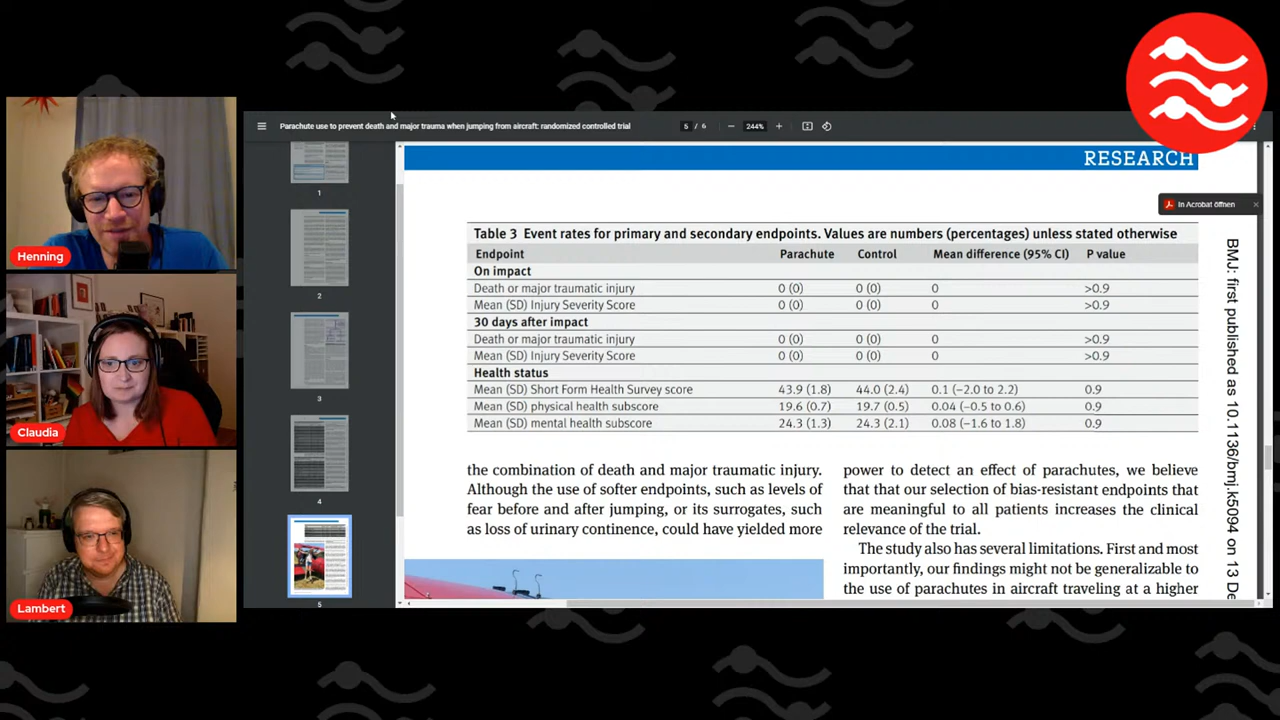 Parachute use to prevent death and major trauma when jumping from aircraft: randomized controlled trial
5 / 6
244%
RESEARCH
In Acrobat öffnen
1
2
3
4
5
Table 3 Event rates for primary and secondary endpoints. Values are numbers (percentages) unless stated otherwise
Endpoint Parachute Control Mean difference (95% CI) P value
On impact
Death or major traumatic injury 0 (0) 0 (0) 0 >0.9
Mean (SD) Injury Severity Score 0 (0) 0 (0) 0 >0.9
30 days after impact
Death or major traumatic injury 0 (0) 0 (0) 0 >0.9
Mean (SD) Injury Severity Score 0 (0) 0 (0) 0 >0.9
Health status
Mean (SD) Short Form Health Survey score 43.9 (1.8) 44.0 (2.4) 0.1 (−2.0 to 2.2) 0.9
Mean (SD) physical health subscore 19.6 (0.7) 19.7 (0.5) 0.04 (−0.5 to 0.6) 0.9
Mean (SD) mental health subscore 24.3 (1.3) 24.3 (2.1) 0.08 (−1.6 to 1.8) 0.9
the combination of death and major traumatic injury.
Although the use of softer endpoints, such as levels of
fear before and after jumping, or its surrogates, such
as loss of urinary continence, could have yielded more
power to detect an effect of parachutes, we believe
that that our selection of bias-resistant endpoints that
are meaningful to all patients increases the clinical
relevance of the trial.
The study also has several limitations. First and most
importantly, our findings might not be generalizable to
the use of parachutes in aircraft traveling at a higher
BMJ: first published as 10.1136/bmj.k5094 on 13 De
Henning
Claudia
Lambert